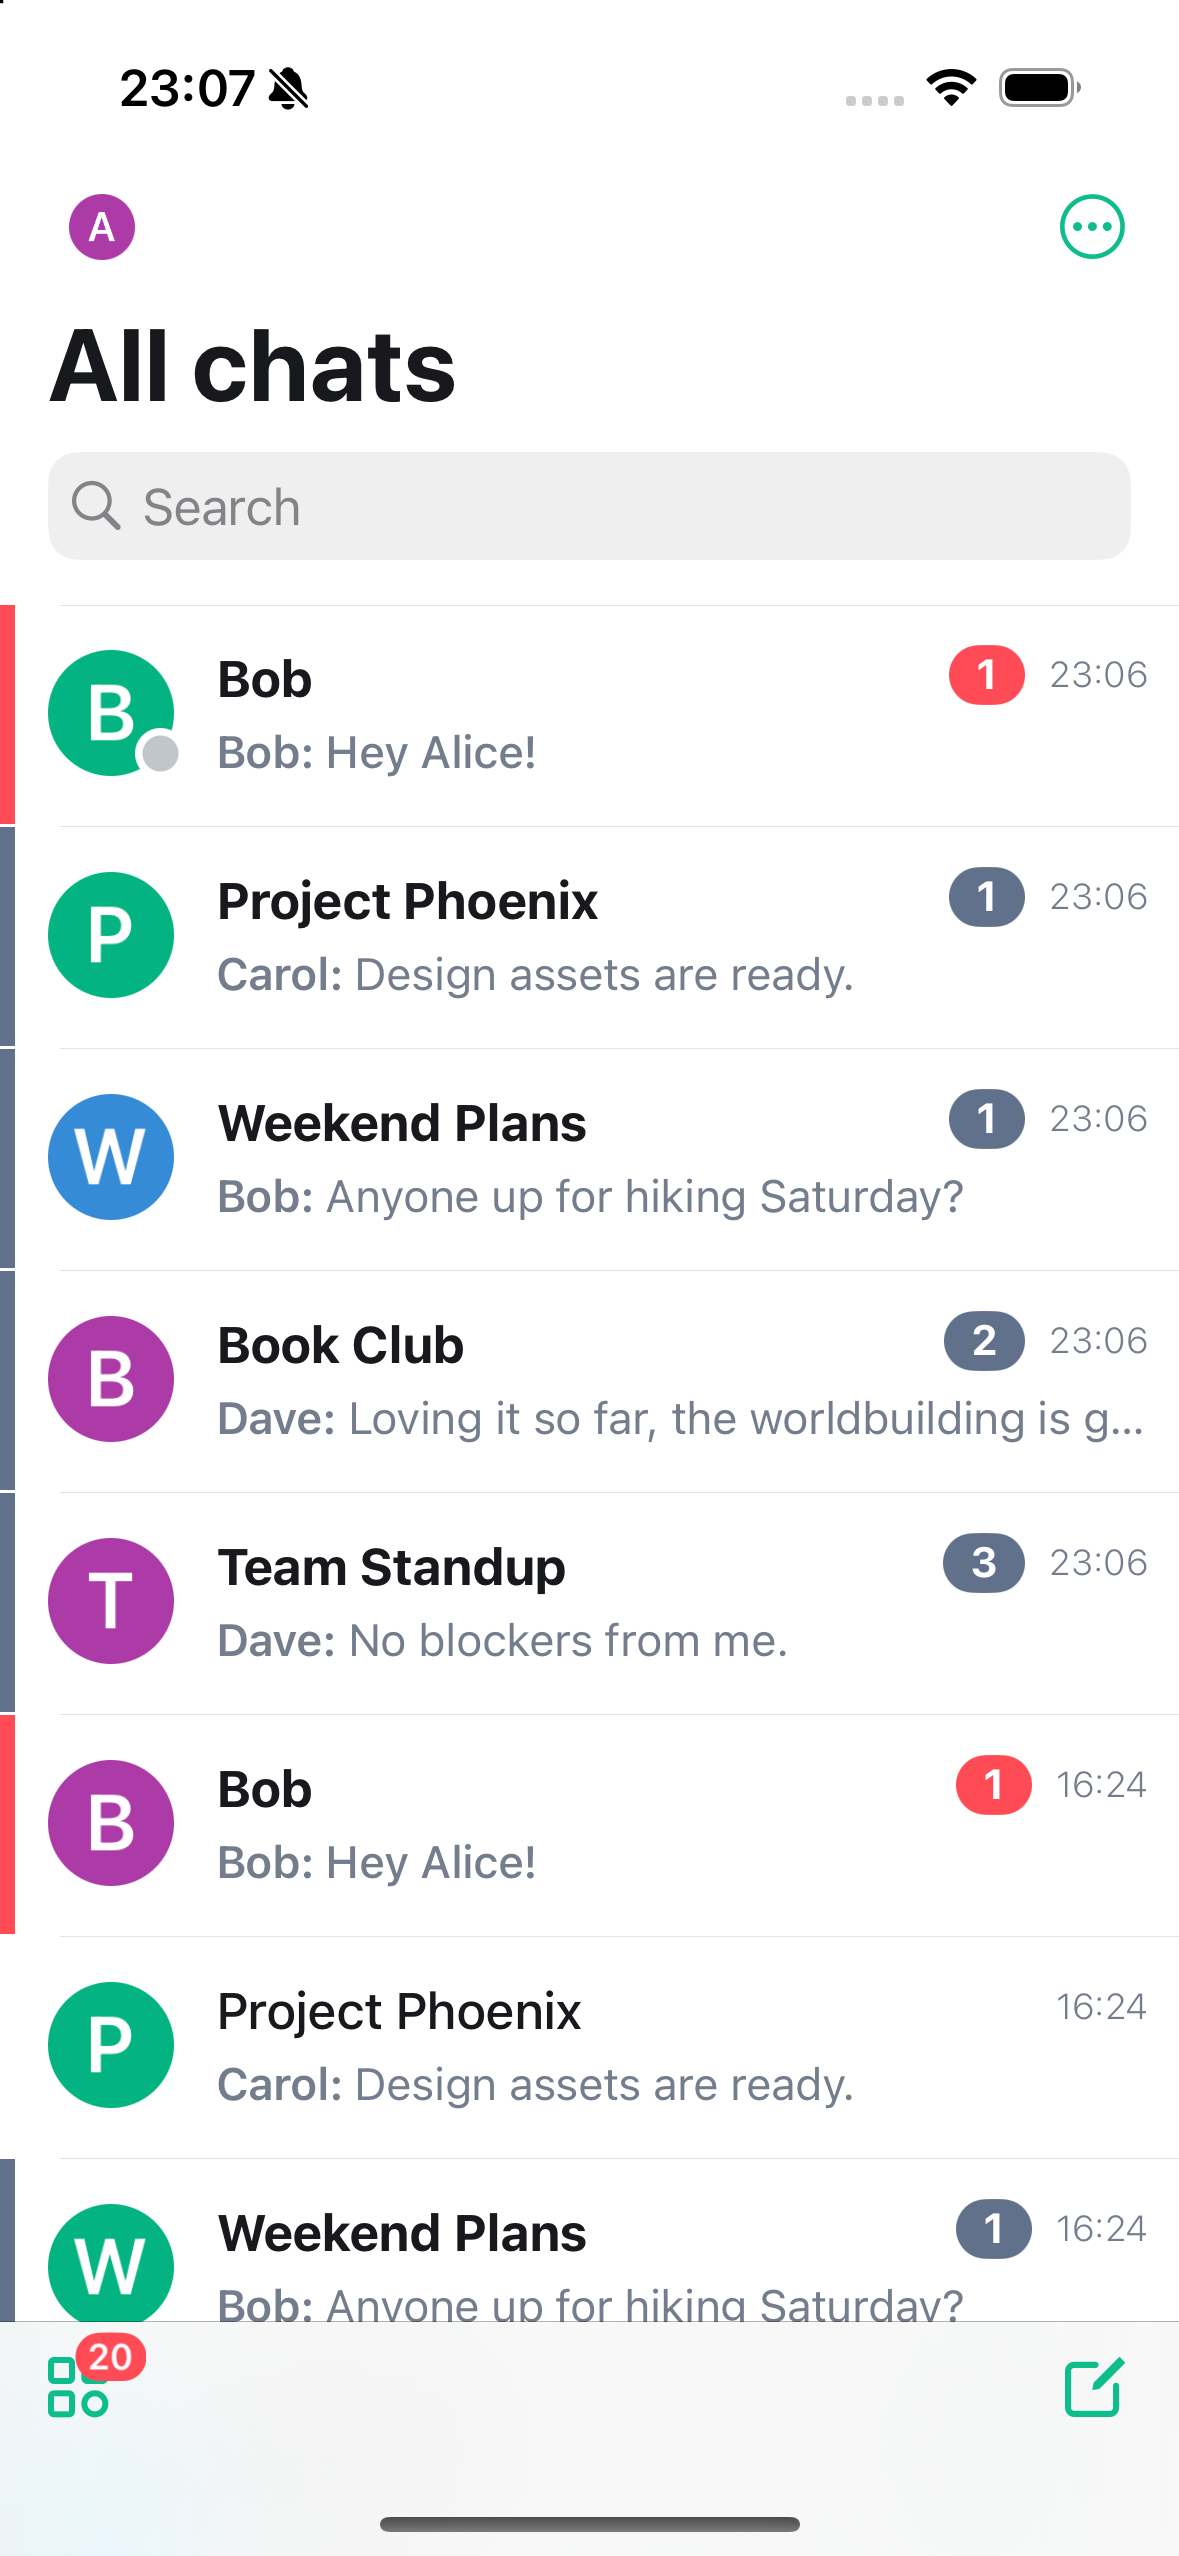 23:07
A
All chats
Search
B
Bob
1
23:06
Bob: Hey Alice!
P
Project Phoenix
1
23:06
Carol: Design assets are ready.
W
Weekend Plans
1
23:06
Bob: Anyone up for hiking Saturday?
B
Book Club
2
23:06
Dave: Loving it so far, the worldbuilding is g...
T
Team Standup
3
23:06
Dave: No blockers from me.
B
Bob
1
16:24
Bob: Hey Alice!
P
Project Phoenix
16:24
Carol: Design assets are ready.
W
Weekend Plans
1
16:24
Bob: Anyone up for hiking Saturday?
20